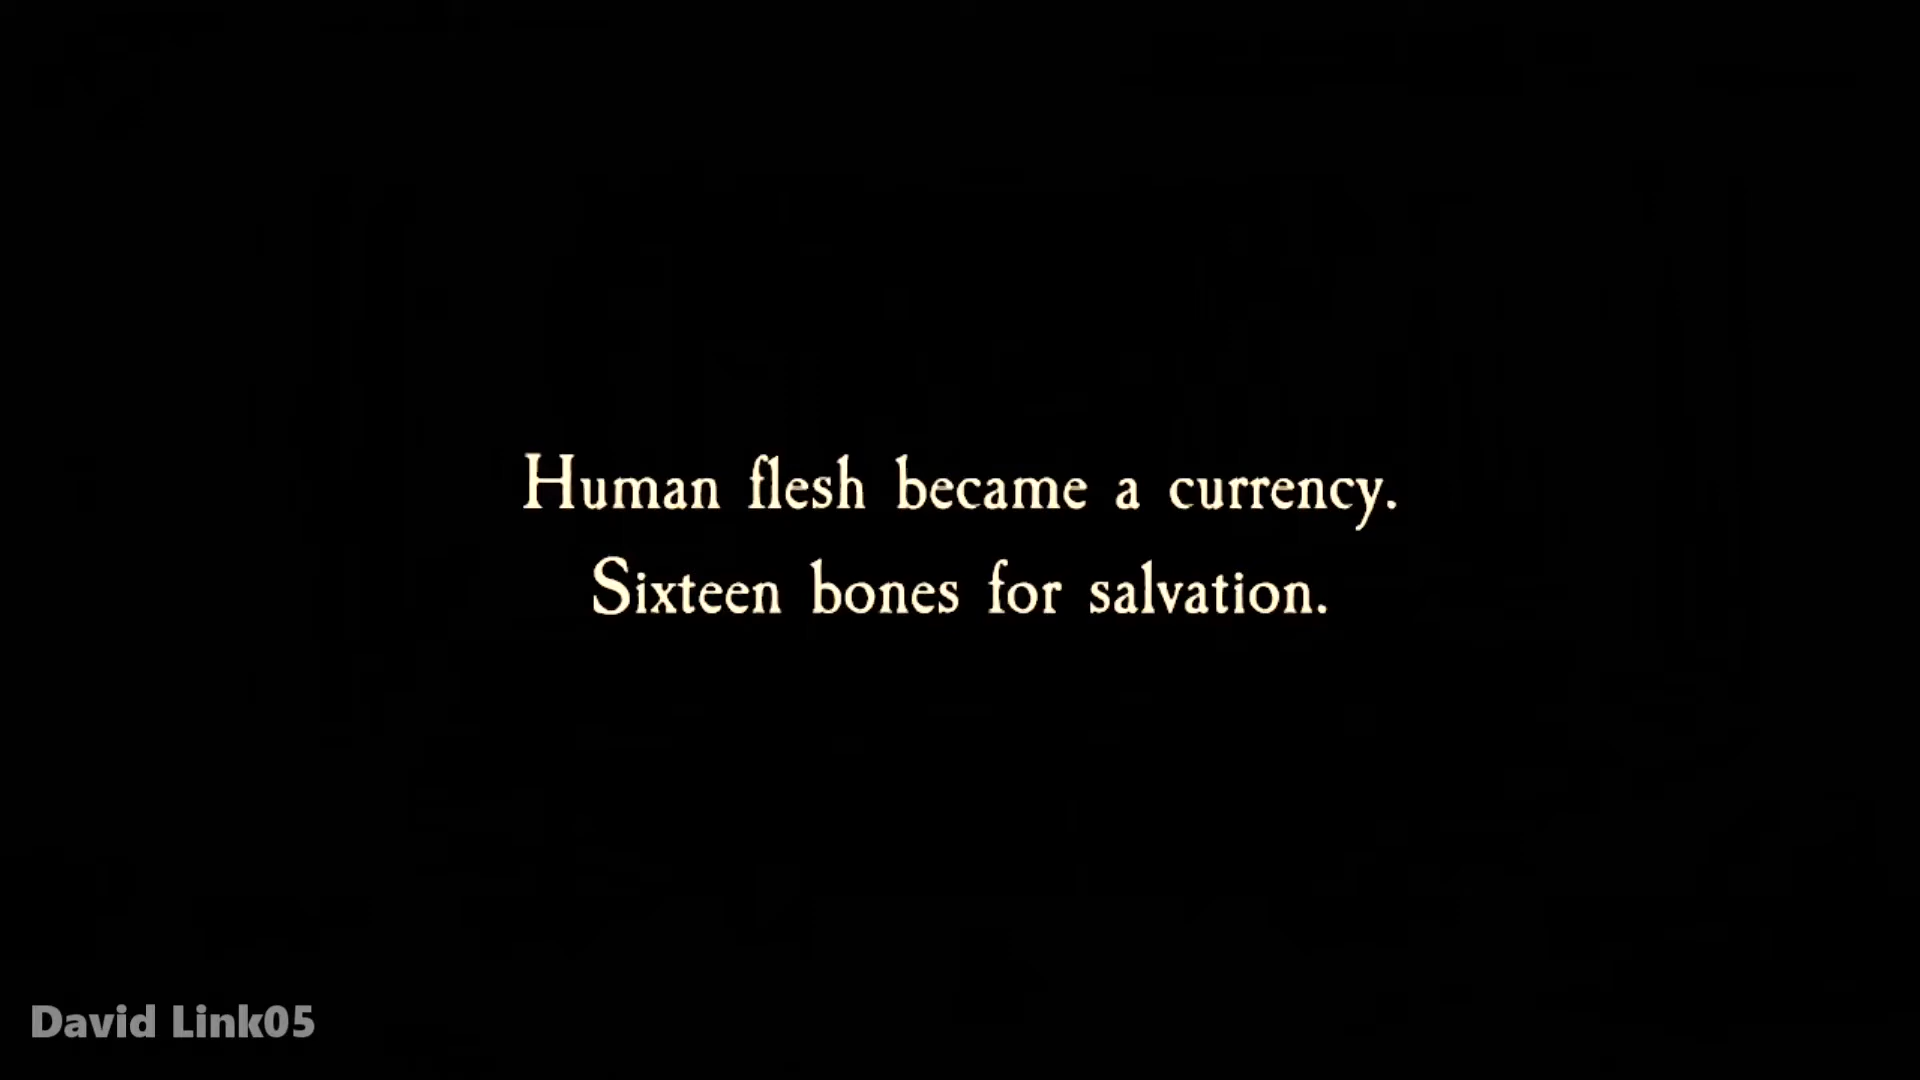 Human flesh became a currency.
Sixteen bones for salvation.
David Link05